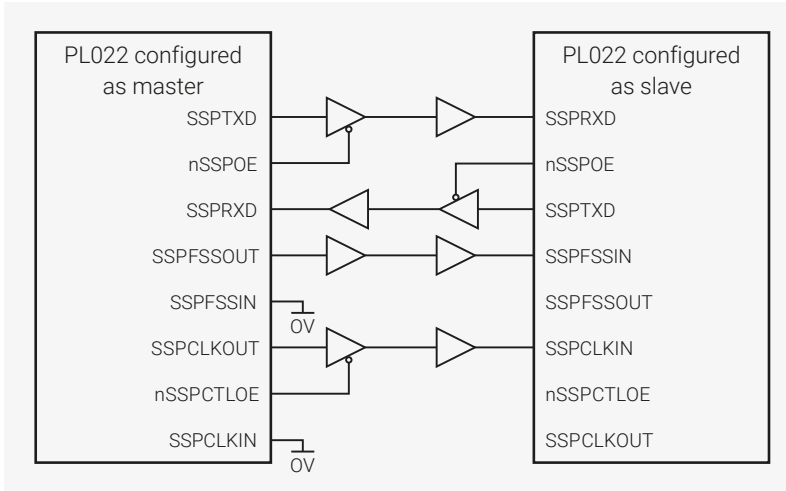 PL022 configured
as master
SSPTXD
nSSPOE
SSPRXD
SSPFSSOUT
SSPFSSIN
0V
SSPCLKOUT
nSSPCTLOE
SSPCLKIN
0V
PL022 configured
as slave
SSPRXD
nSSPOE
SSPTXD
SSPFSSIN
SSPFSSOUT
SSPCLKIN
nSSPCTLOE
SSPCLKOUT